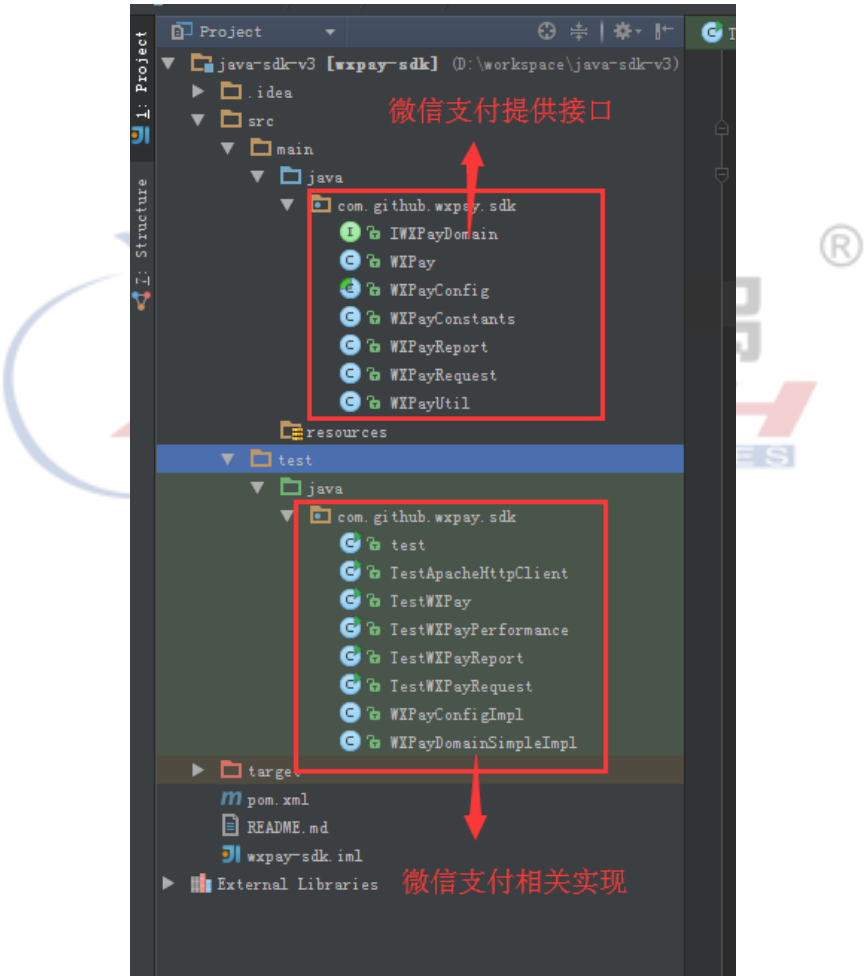 Project
T
1: Project
java-sdk-v3 [wxpay-sdk] (D:\workspace\java-sdk-v3)
.idea
微信支付提供接口
src
main
java
com.github.wxpay.sdk
Z: Structure
IWXPayDomain
®
WXPay
WXPayConfig
WXPayConstants
WXPayReport
WXPayRequest
WXPayUtil
resources
ES
test
java
com.github.wxpay.sdk
test
TestApacheHttpClient
TestWXPay
TestWXPayPerformance
TestWXPayReport
TestWXPayRequest
WXPayConfigImpl
WXPayDomainSimpleImpl
target
pom.xml
README.md
wxpay-sdk.iml
External Libraries
微信支付相关实现